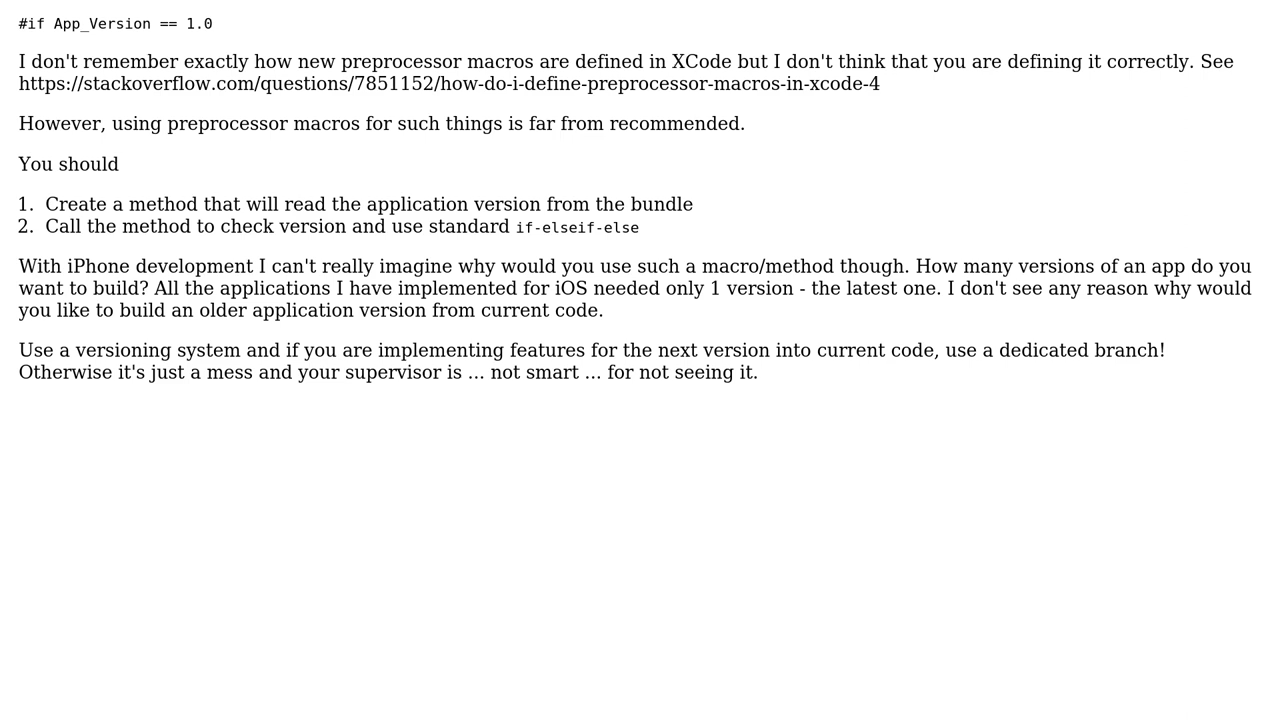 #if App_Version == 1.0
I don't remember exactly how new preprocessor macros are defined in XCode but I don't think that you are defining it correctly. See
https://stackoverflow.com/questions/7851152/how-do-i-define-preprocessor-macros-in-xcode-4
However, using preprocessor macros for such things is far from recommended.
You should
1. Create a method that will read the application version from the bundle
2. Call the method to check version and use standard if-elseif-else
With iPhone development I can't really imagine why would you use such a macro/method though. How many versions of an app do you
want to build? All the applications I have implemented for iOS needed only 1 version - the latest one. I don't see any reason why would
you like to build an older application version from current code.
Use a versioning system and if you are implementing features for the next version into current code, use a dedicated branch!
Otherwise it's just a mess and your supervisor is ... not smart ... for not seeing it.